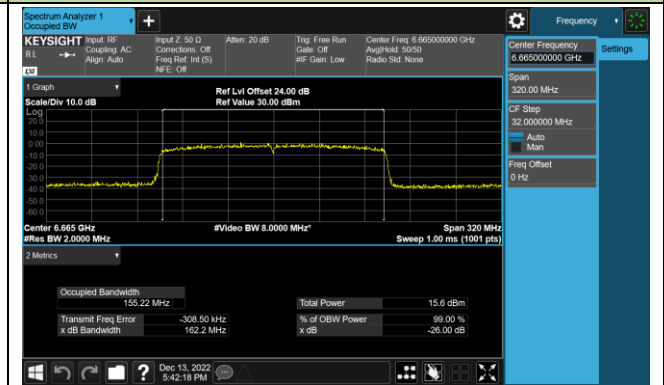 Spectrum Analyzer 1
Occupied BW
Frequency
KEYSIGHT
R L
LXI
Input: RF
Coupling: AC
Align: Auto
Input Z: 50 Ω
Corrections: Off
Freq Ref: Int (S)
NFE: Off
Atten: 20 dB
Trig: Free Run
Gate: Off
#IF Gain: Low
Center Freq: 6.665000000 GHz
Avg|Hold: 50/50
Radio Std: None
Center Frequency
6.665000000 GHz
Settings
Span
320.00 MHz
CF Step
32.000000 MHz
Auto
Man
Freq Offset
0 Hz
1 Graph
Scale/Div 10.0 dB
Ref Lvl Offset 24.00 dB
Ref Value 30.00 dBm
Log
20.0
10.0
0.00
-10.0
-20.0
-30.0
-40.0
-50.0
-60.0
Center 6.665 GHz
#Video BW 8.0000 MHz*
Span 320 MHz
#Res BW 2.0000 MHz
Sweep 1.00 ms (1001 pts)
2 Metrics
Occupied Bandwidth
155.22 MHz
Total Power 15.6 dBm
Transmit Freq Error -308.50 kHz
% of OBW Power 99.00 %
x dB Bandwidth 162.2 MHz
x dB -26.00 dB
?
Dec 13, 2022
5:42:18 PM